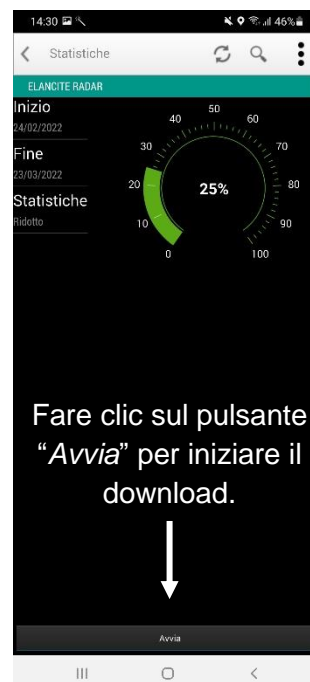 14:30 46%
Statistiche
ELANCITE RADAR
Inizio
24/02/2022
Fine
23/03/2022
Statistiche
Ridotto
0
10
20
30
40
50
60
70
80
90
100
25%
Fare clic sul pulsante
“Avvia” per iniziare il
download.
Avvia